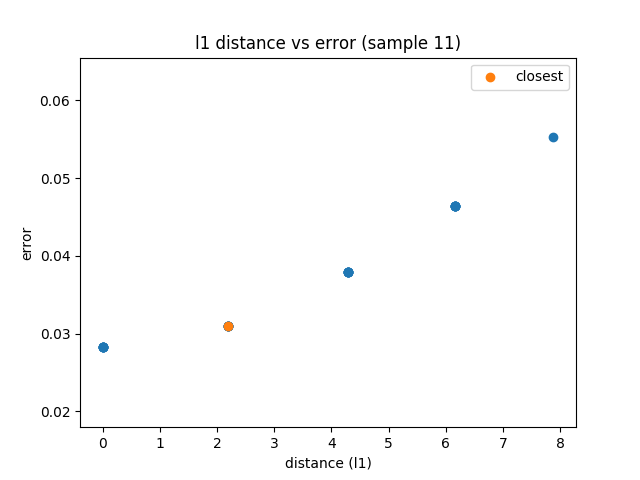 l1 distance vs error (sample 11)
closest
0.06
0.05
0.04
0.03
0.02
error
0 1 2 3 4 5 6 7 8
distance (l1)